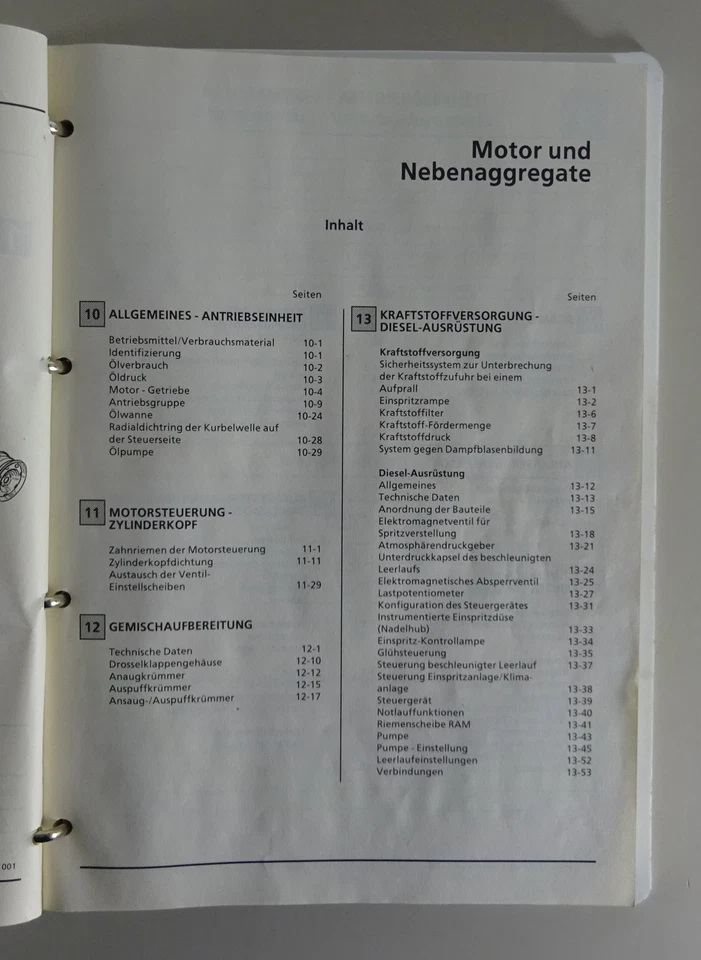 Motor und
Nebenaggregate
Inhalt
Seiten
10 ALLGEMEINES - ANTRIEBSEINHEIT
Betriebsmittel/Verbrauchsmaterial 10-1
Identifizierung 10-1
Ölverbrauch 10-2
Öldruck 10-3
Motor - Getriebe 10-4
Antriebsgruppe 10-9
Ölwanne 10-24
Radialdichtring der Kurbelwelle auf
der Steuerseite 10-28
Ölpumpe 10-29
11 MOTORSTEUERUNG -
ZYLINDERKOPF
Zahnriemen der Motorsteuerung 11-1
Zylinderkopfdichtung 11-11
Austausch der Ventil-
Einstellscheiben 11-29
12 GEMISCHAUFBEREITUNG
Technische Daten 12-1
Drosselklappengehäuse 12-10
Anaugkrümmer 12-12
Auspuffkrümmer 12-15
Ansaug-/Auspuffkrümmer 12-17
Seiten
13 KRAFTSTOFFVERSORGUNG -
DIESEL-AUSRÜSTUNG
Kraftstoffversorgung
Sicherheitssystem zur Unterbrechung
der Kraftstoffzufuhr bei einem
Aufprall 13-1
Einspritzrampe 13-2
Kraftstoffilter 13-6
Kraftstoff-Fördermenge 13-7
Kraftstoffdruck 13-8
System gegen Dampfblasenbildung 13-11
Diesel-Ausrüstung
Allgemeines 13-12
Technische Daten 13-13
Anordnung der Bauteile 13-15
Elektromagnetventil für
Spritzverstellung 13-18
Atmosphärendruckgeber 13-21
Unterdruckkapsel des beschleunigten
Leerlaufs 13-24
Elektromagnetisches Absperrventil 13-25
Lastpotentiometer 13-27
Konfiguration des Steuergerätes 13-31
Instrumentierte Einspritzdüse
(Nadelhub) 13-33
Einspritz-Kontrollampe 13-34
Glühsteuerung 13-35
Steuerung beschleunigter Leerlauf 13-37
Steuerung Einspritzanlage/Klima-
anlage 13-38
Steuergerät 13-39
Notlauffunktionen 13-40
Riemenscheibe RAM 13-41
Pumpe 13-43
Pumpe - Einstellung 13-45
Leerlaufeinstellungen 13-52
Verbindungen 13-53
001